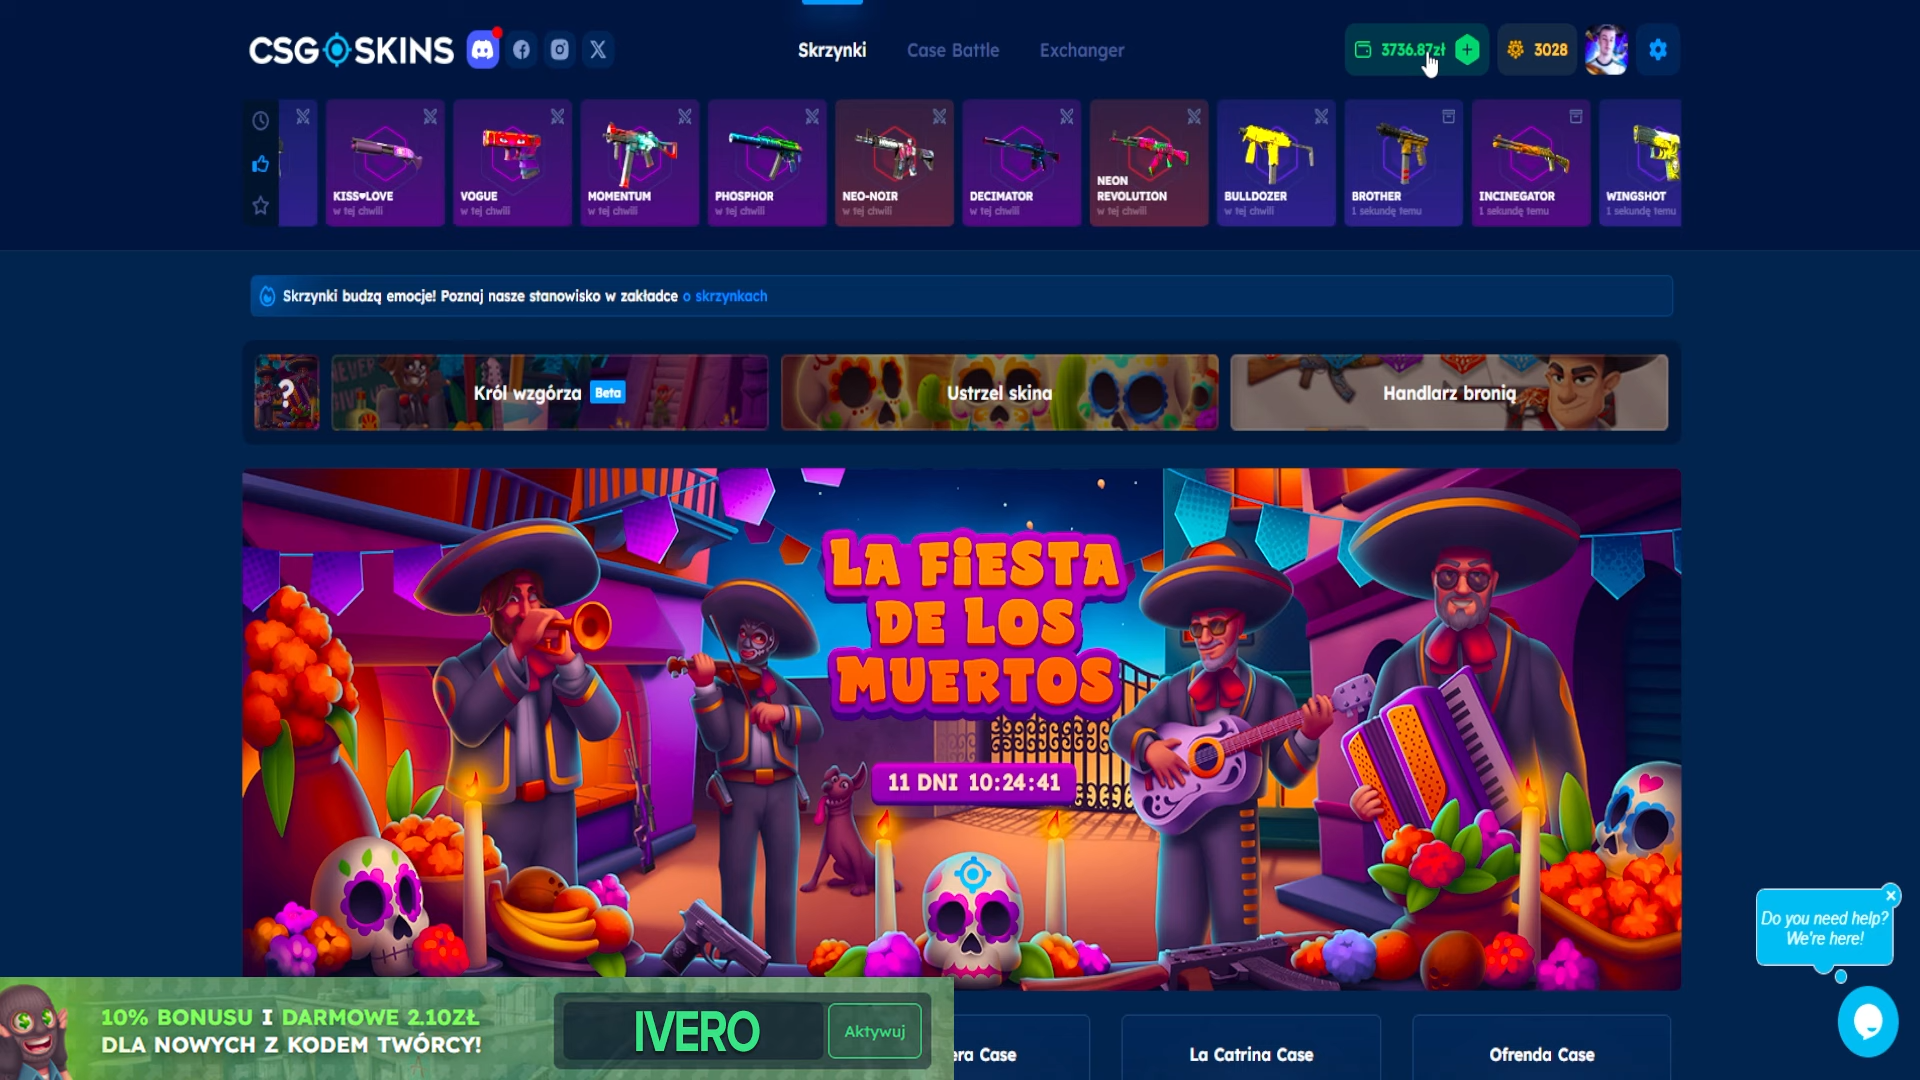 CSGOSKINS
Skrzynki
Case Battle
Exchanger
3736.87zł
3028
KISS♥LOVE
w tej chwili
VOGUE
w tej chwili
MOMENTUM
w tej chwili
PHOSPHOR
w tej chwili
NEO-NOIR
w tej chwili
DECIMATOR
w tej chwili
NEON
REVOLUTION
w tej chwili
BULLDOZER
w tej chwili
BROTHER
1 sekundę temu
INCINEGATOR
1 sekundę temu
WINGSHOT
1 sekundę temu
Skrzynki budzą emocje! Poznaj nasze stanowisko w zakładce o skrzynkach
?
Król wzgórza Beta
Ustrzel skina
Handlarz bronią
LA FIESTA
DE LOS
MUERTOS
11 DNI 10:24:41
Do you need help?
We're here!
10% BONUSU I DARMOWE 2.10ZŁ
DLA NOWYCH Z KODEM TWÓRCY!
IVERO
Aktywuj
era Case
La Catrina Case
Ofrenda Case